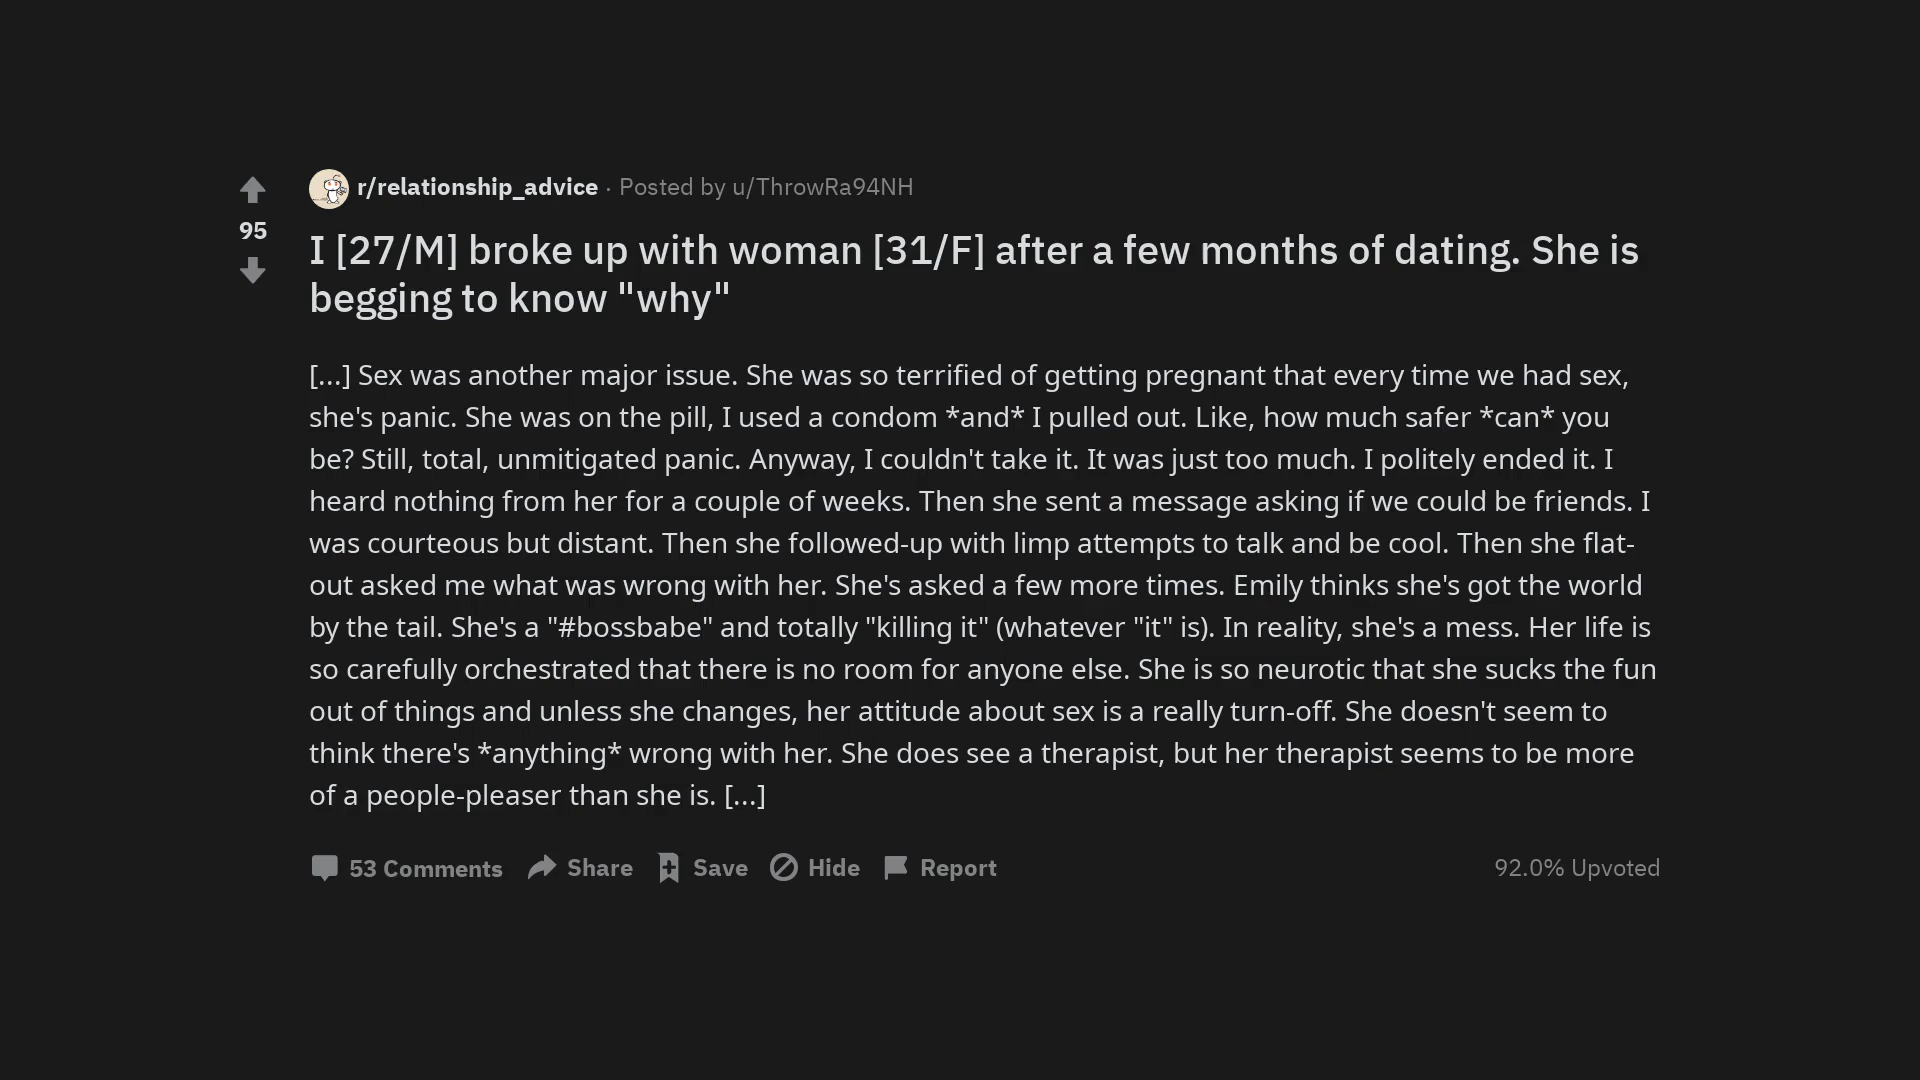 r/relationship_advice · Posted by u/ThrowRa94NH
95
I [27/M] broke up with woman [31/F] after a few months of dating. She is
begging to know "why"
[...] Sex was another major issue. She was so terrified of getting pregnant that every time we had sex,
she's panic. She was on the pill, I used a condom *and* I pulled out. Like, how much safer *can* you
be? Still, total, unmitigated panic. Anyway, I couldn't take it. It was just too much. I politely ended it. I
heard nothing from her for a couple of weeks. Then she sent a message asking if we could be friends. I
was courteous but distant. Then she followed-up with limp attempts to talk and be cool. Then she flat-
out asked me what was wrong with her. She's asked a few more times. Emily thinks she's got the world
by the tail. She's a "#bossbabe" and totally "killing it" (whatever "it" is). In reality, she's a mess. Her life is
so carefully orchestrated that there is no room for anyone else. She is so neurotic that she sucks the fun
out of things and unless she changes, her attitude about sex is a really turn-off. She doesn't seem to
think there's *anything* wrong with her. She does see a therapist, but her therapist seems to be more
of a people-pleaser than she is. [...]
53 Comments Share Save Hide Report 92.0% Upvoted